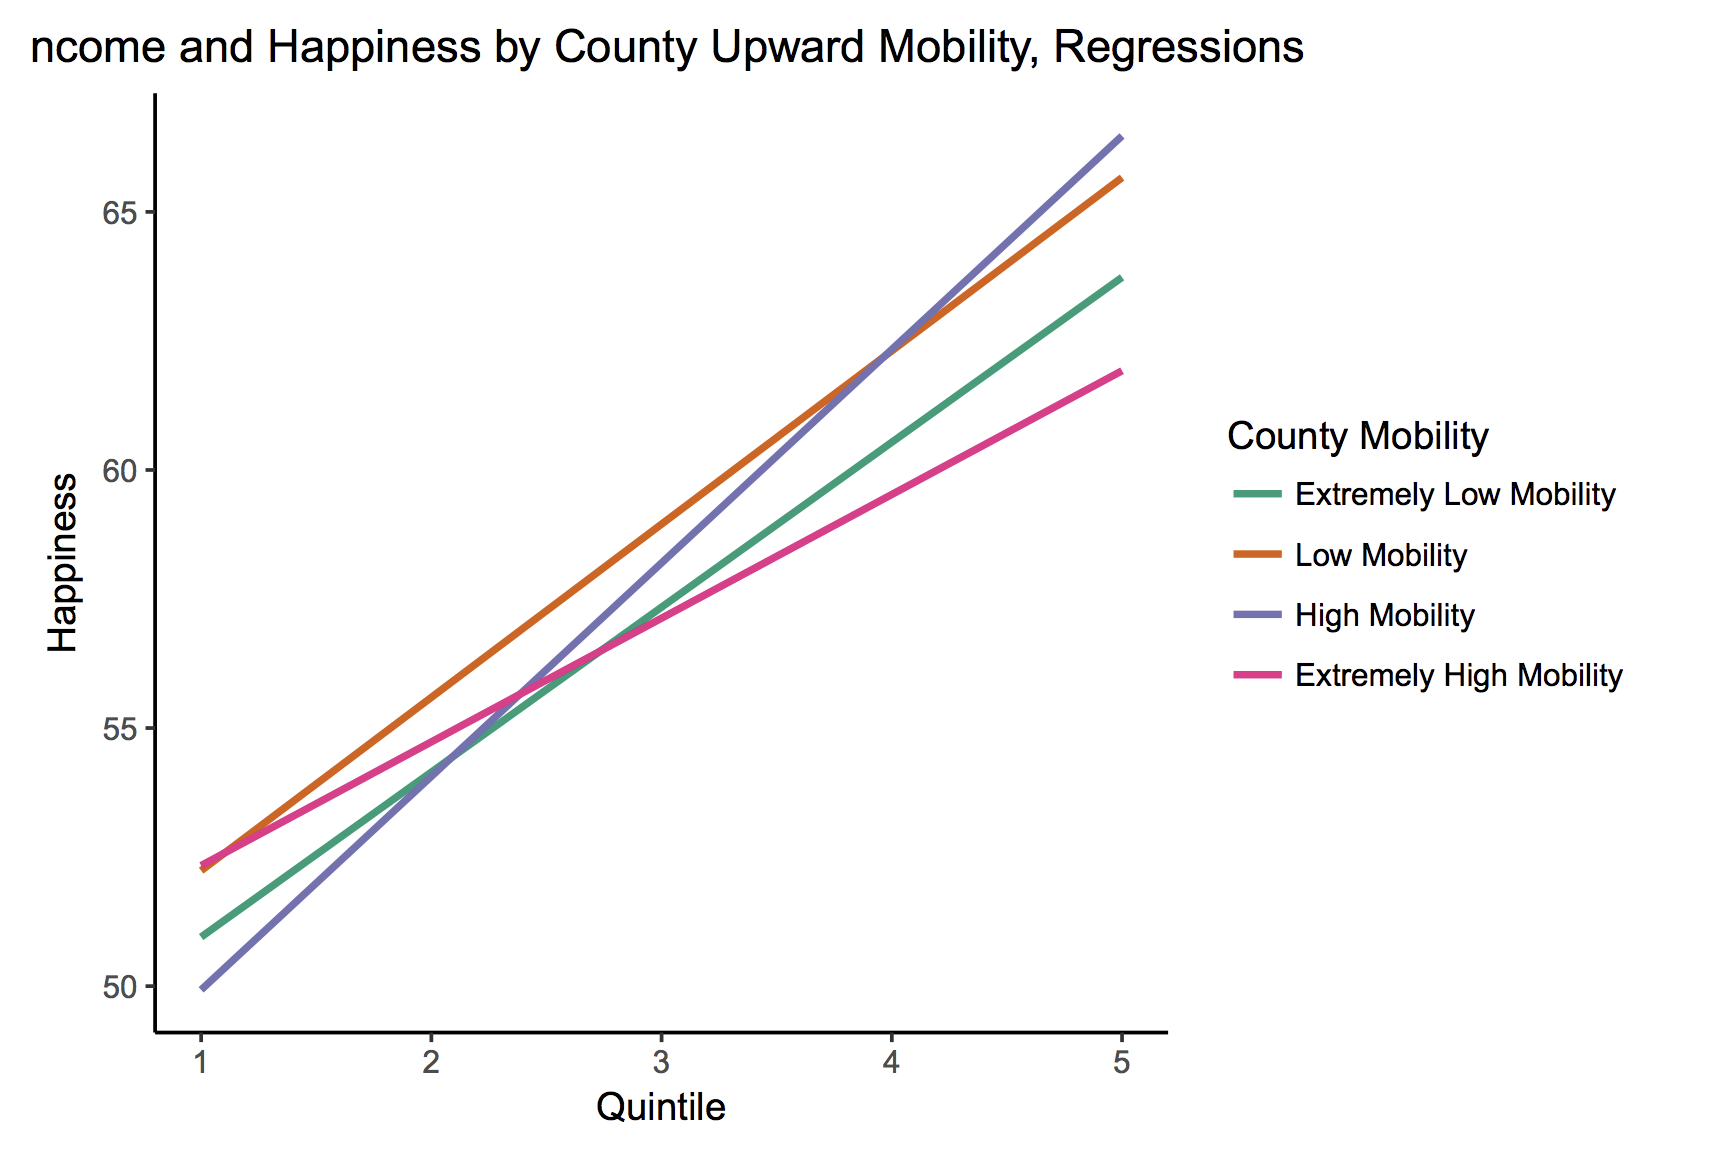 ncome and Happiness by County Upward Mobility, Regressions
65
60
55
50
Happiness
1 2 3 4 5
Quintile
County Mobility
Extremely Low Mobility
Low Mobility
High Mobility
Extremely High Mobility